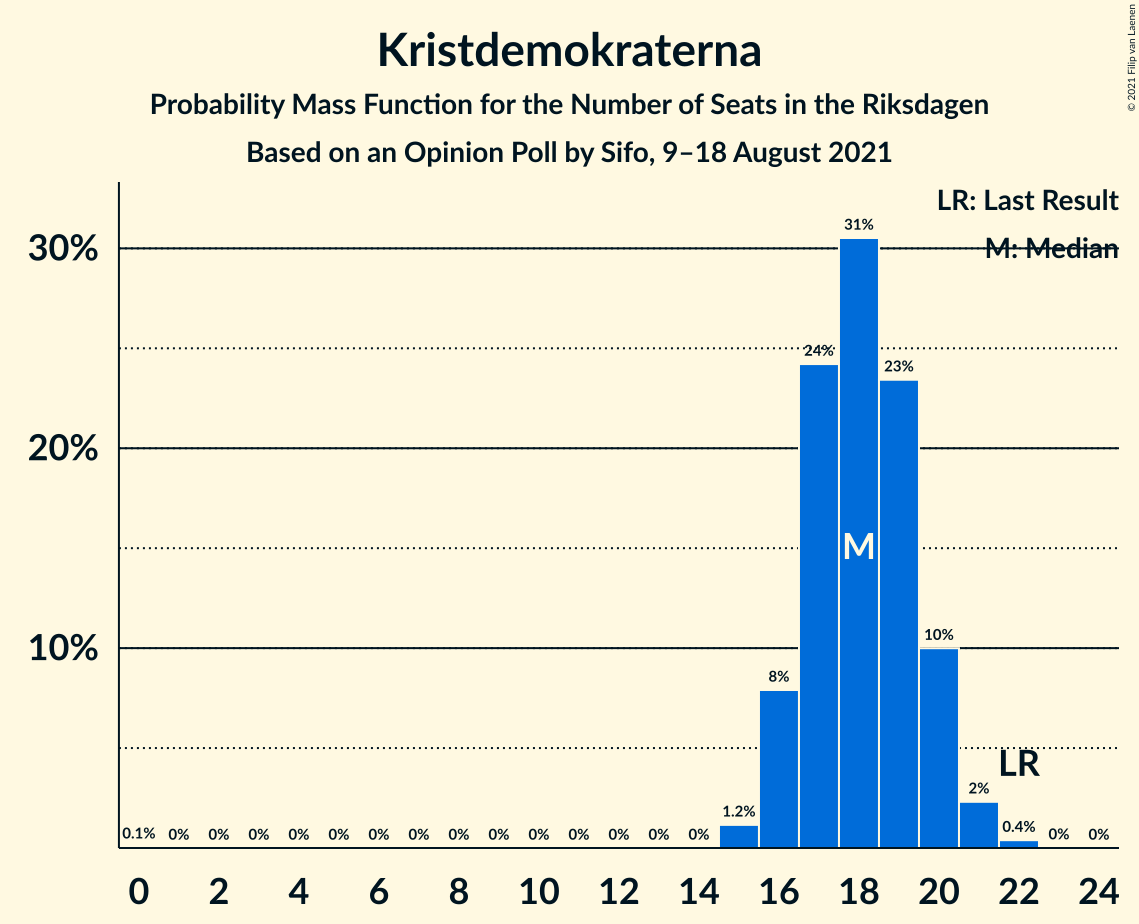 Kristdemokraterna
Probability Mass Function for the Number of Seats in the Riksdagen
Based on an Opinion Poll by Sifo, 9–18 August 2021
© 2021 Filip van Laenen
LR: Last Result
M: Median
30%
20%
10%
0.1% 0% 0% 0% 0% 0% 0% 0% 0% 0% 0% 0% 0% 0% 0% 1.2% 8% 24% 31% 23% 10% 2% 0.4% 0% 0%
M
LR
0 2 4 6 8 10 12 14 16 18 20 22 24